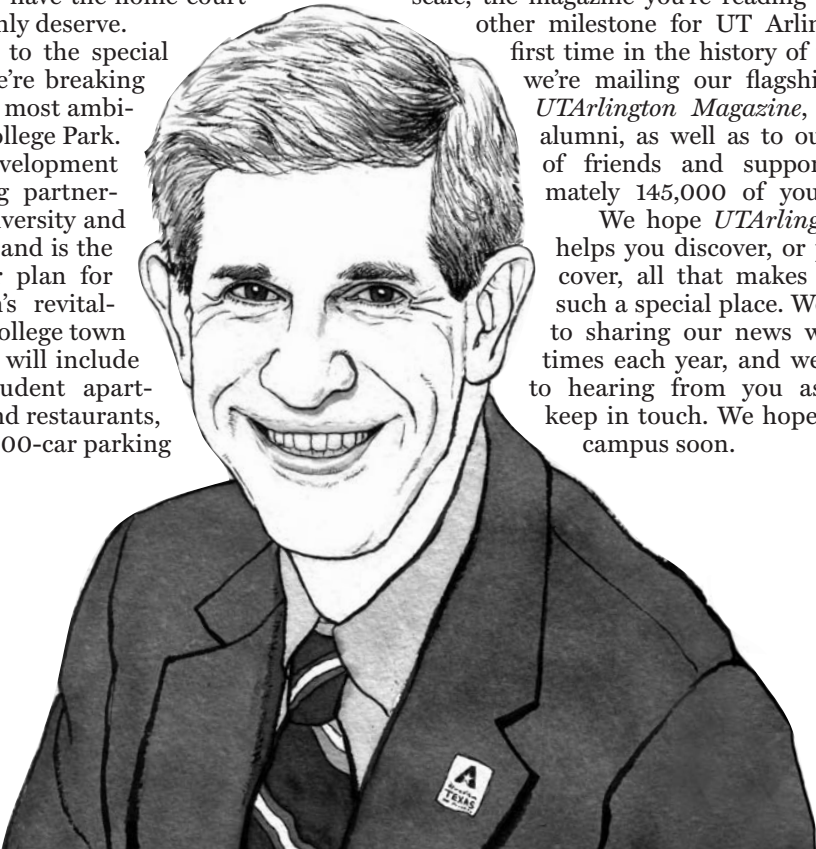 have the home court
nly deserve.
to the special
e're breaking
most ambi-
ollege Park.
velopment
g partner-
versity and
and is the
r plan for
n's revital-
ollege town
will include
udent apart-
nd restaurants,
00-car parking
scale, the magazine you're reading
other milestone for UT Arlin
first time in the history of
we're mailing our flagshi
UTArlington Magazine,
alumni, as well as to ou
of friends and suppor
mately 145,000 of you
We hope UTArling
helps you discover, or
cover, all that makes
such a special place. We
to sharing our news w
times each year, and we
to hearing from you as
keep in touch. We hope
campus soon.
A
TEXAS